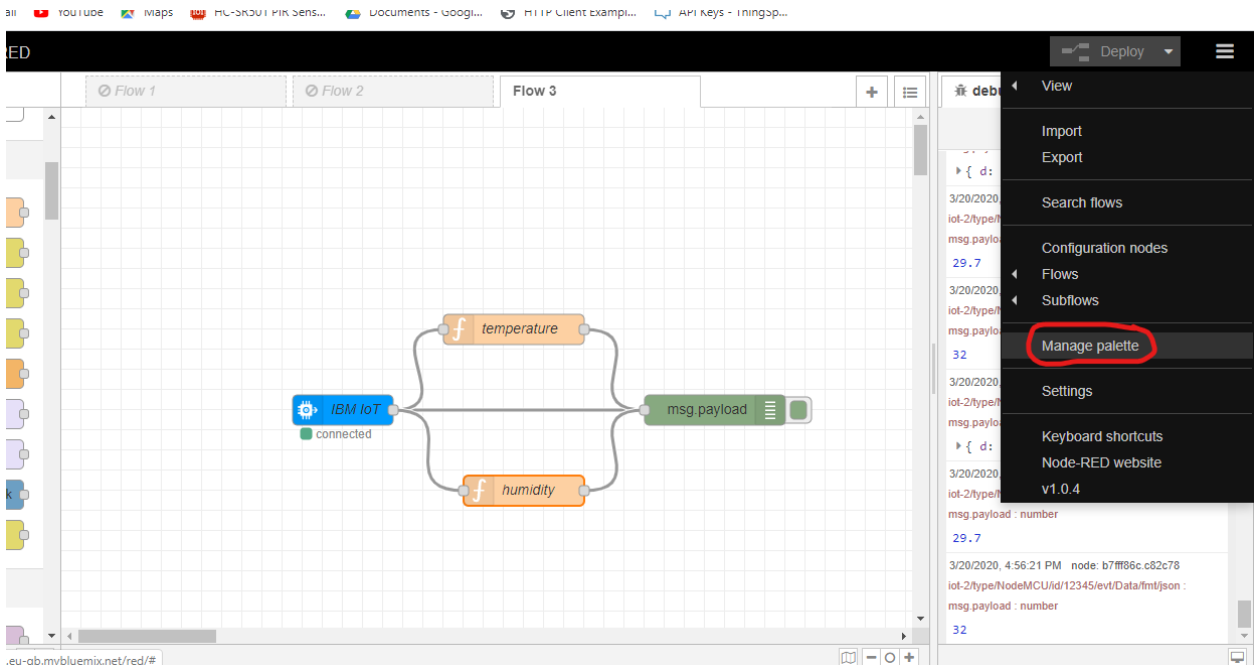 YouTube Maps HC-SR501 PIR Sens... Documents - Googl... HTTP Client Exampl... API Keys - ThingSp...
RED
Deploy
Flow 1
Flow 2
Flow 3
debu
View
Import
Export
Search flows
Configuration nodes
Flows
Subflows
Manage palette
Settings
Keyboard shortcuts
Node-RED website
v1.0.4
temperature
IBM IoT
connected
msg.payload
humidity
{ d:
3/20/2020,
iot-2/type/N
msg.payloa
29.7
3/20/2020,
iot-2/type/N
msg.payloa
32
3/20/2020,
iot-2/type/N
msg.payloa
{ d:
3/20/2020,
iot-2/type/N
msg.payload : number
29.7
3/20/2020, 4:56:21 PM node: b7fff86c.c82c78
iot-2/type/NodeMCU/id/12345/evt/Data/fmt/json :
msg.payload : number
32
.eu-gb.mybluemix.net/red/#